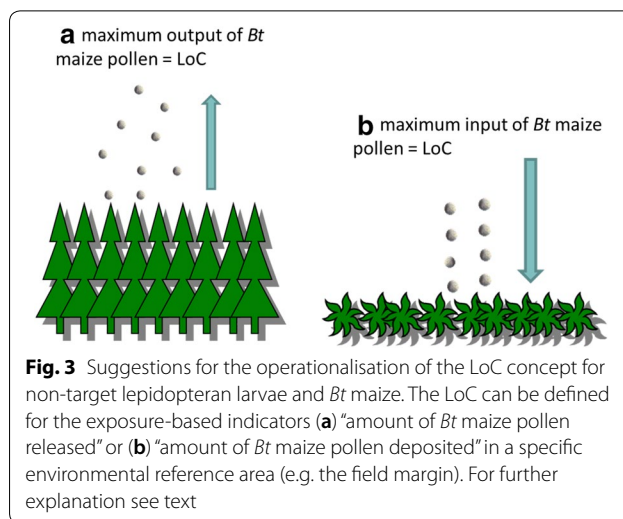 a maximum output of Bt
maize pollen = LoC
b maximum input of Bt maize
pollen = LoC
Fig. 3 Suggestions for the operationalisation of the LoC concept for
non-target lepidopteran larvae and Bt maize. The LoC can be defined
for the exposure-based indicators (a) “amount of Bt maize pollen
released” or (b) “amount of Bt maize pollen deposited” in a specific
environmental reference area (e.g. the field margin). For further
explanation see text